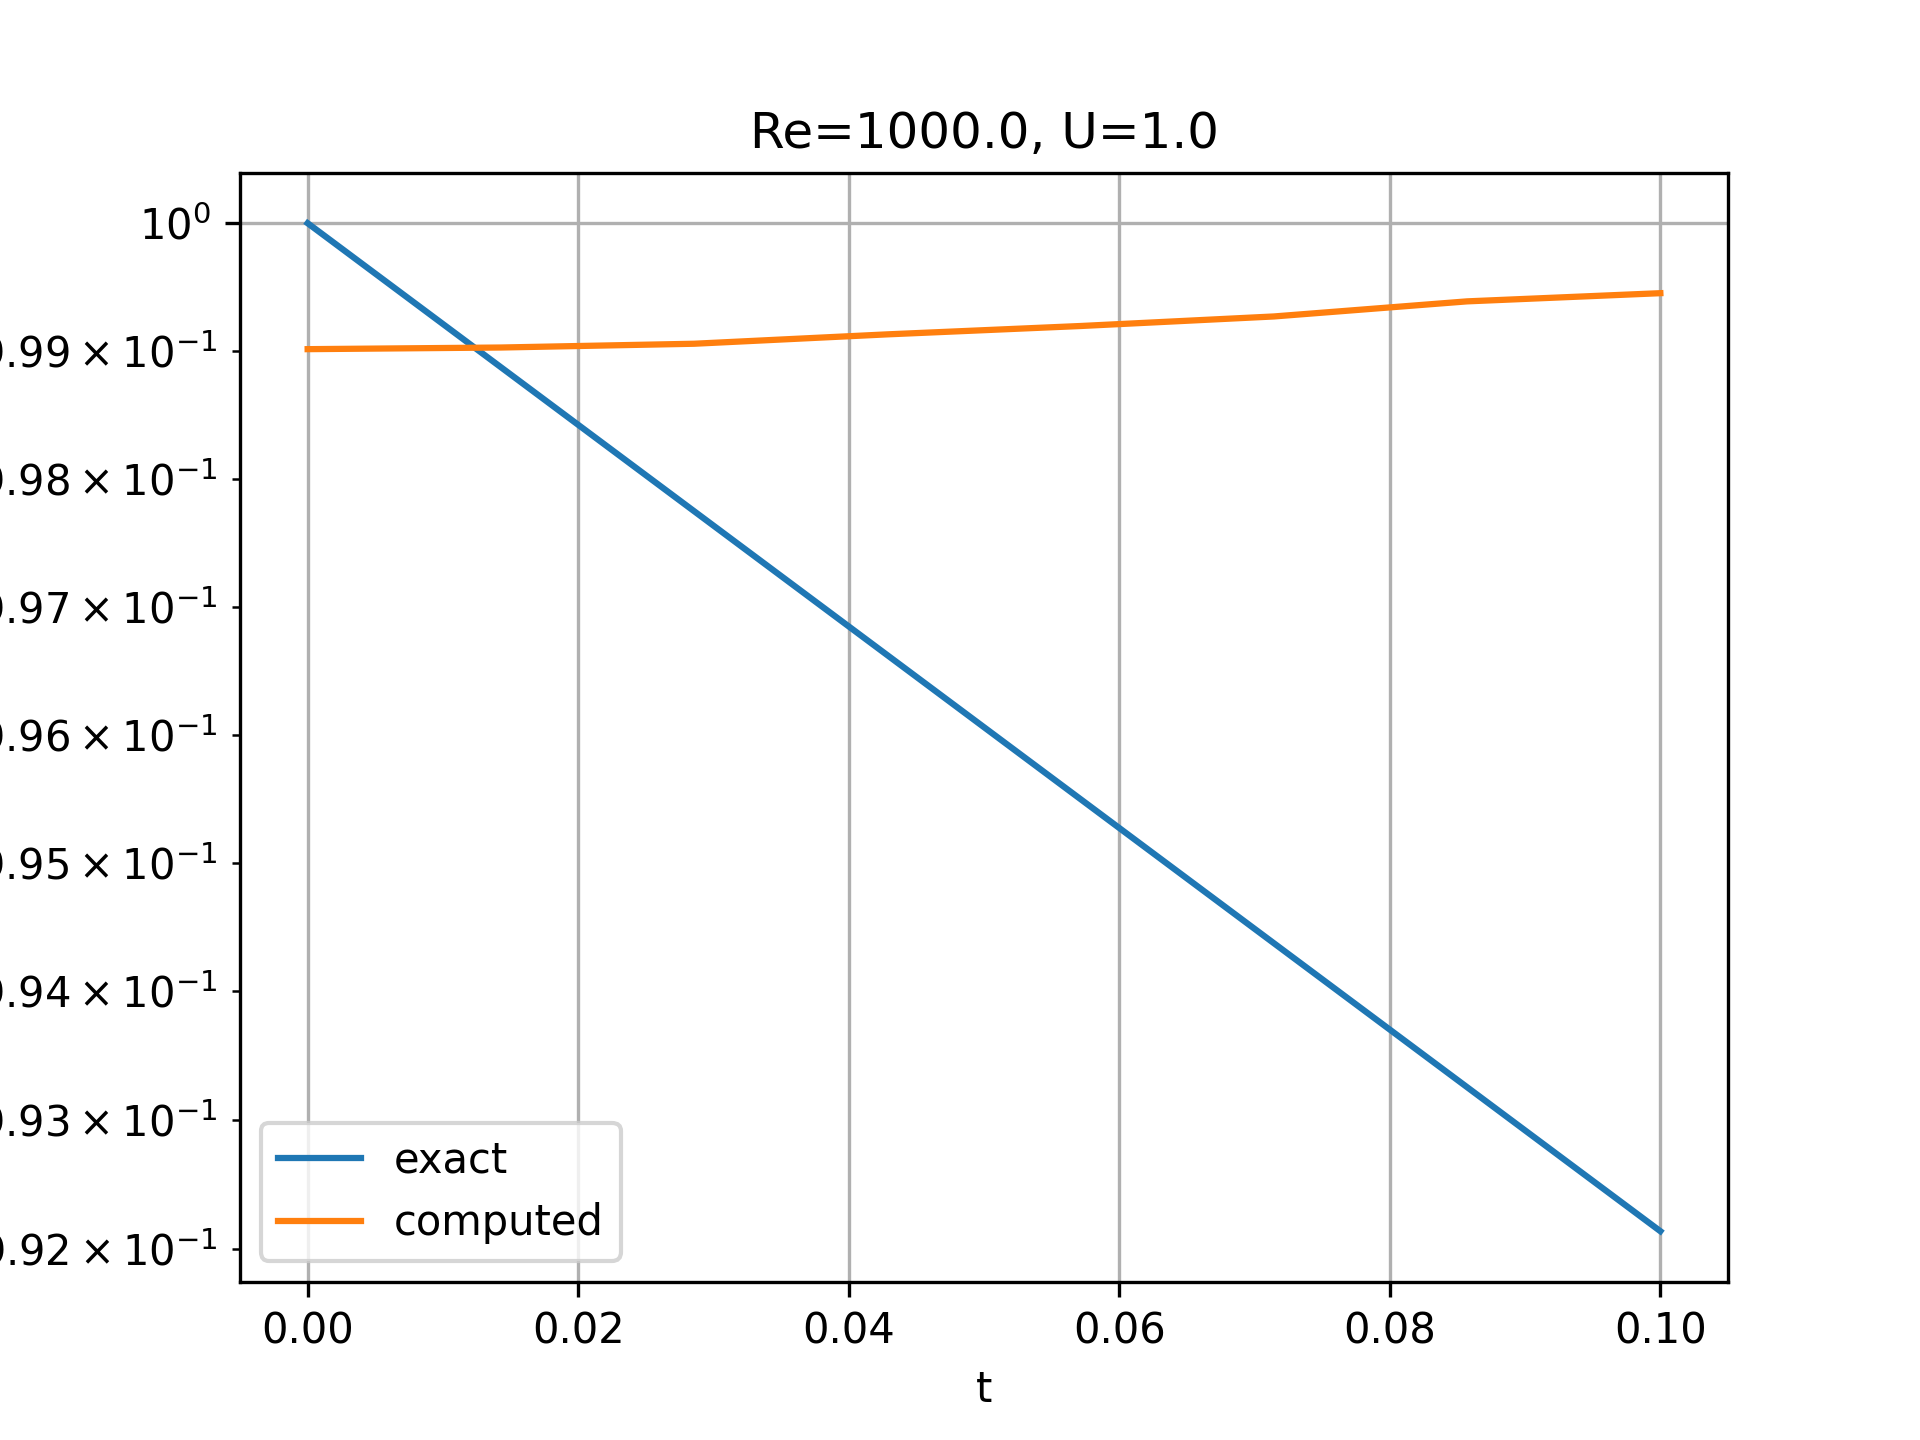 Re=1000.0, U=1.0
10⁰
.99×10⁻¹
.98×10⁻¹
.97×10⁻¹
.96×10⁻¹
.95×10⁻¹
.94×10⁻¹
.93×10⁻¹
.92×10⁻¹
exact
computed
0.00 0.02 0.04 0.06 0.08 0.10
t